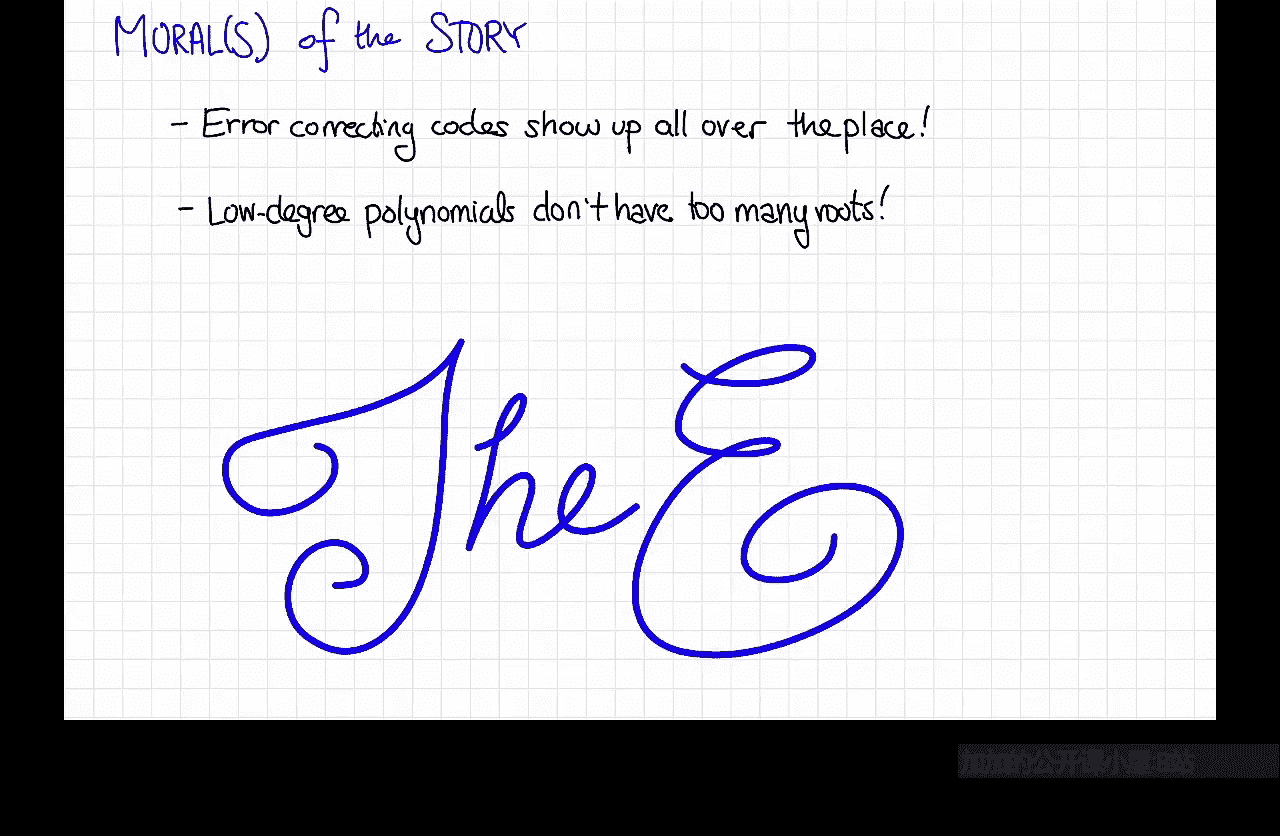 MORAL(S) of the STORY
- Error correcting codes show up all over the place!
- Low-degree polynomials don't have too many roots!
The E